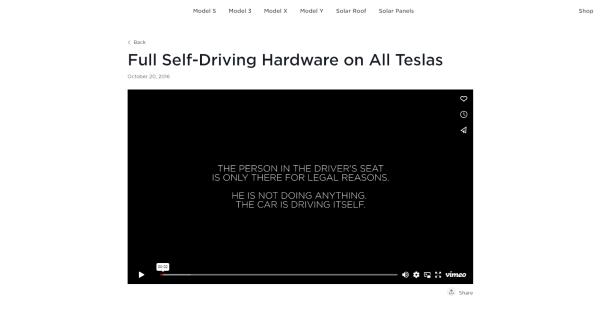 Model S Model 3 Model X Model Y Solar Roof Solar Panels Shop
Back
Full Self-Driving Hardware on All Teslas
October 20, 2016
THE PERSON IN THE DRIVER'S SEAT
IS ONLY THERE FOR LEGAL REASONS.
HE IS NOT DOING ANYTHING.
THE CAR IS DRIVING ITSELF.
00:02
vimeo
Share